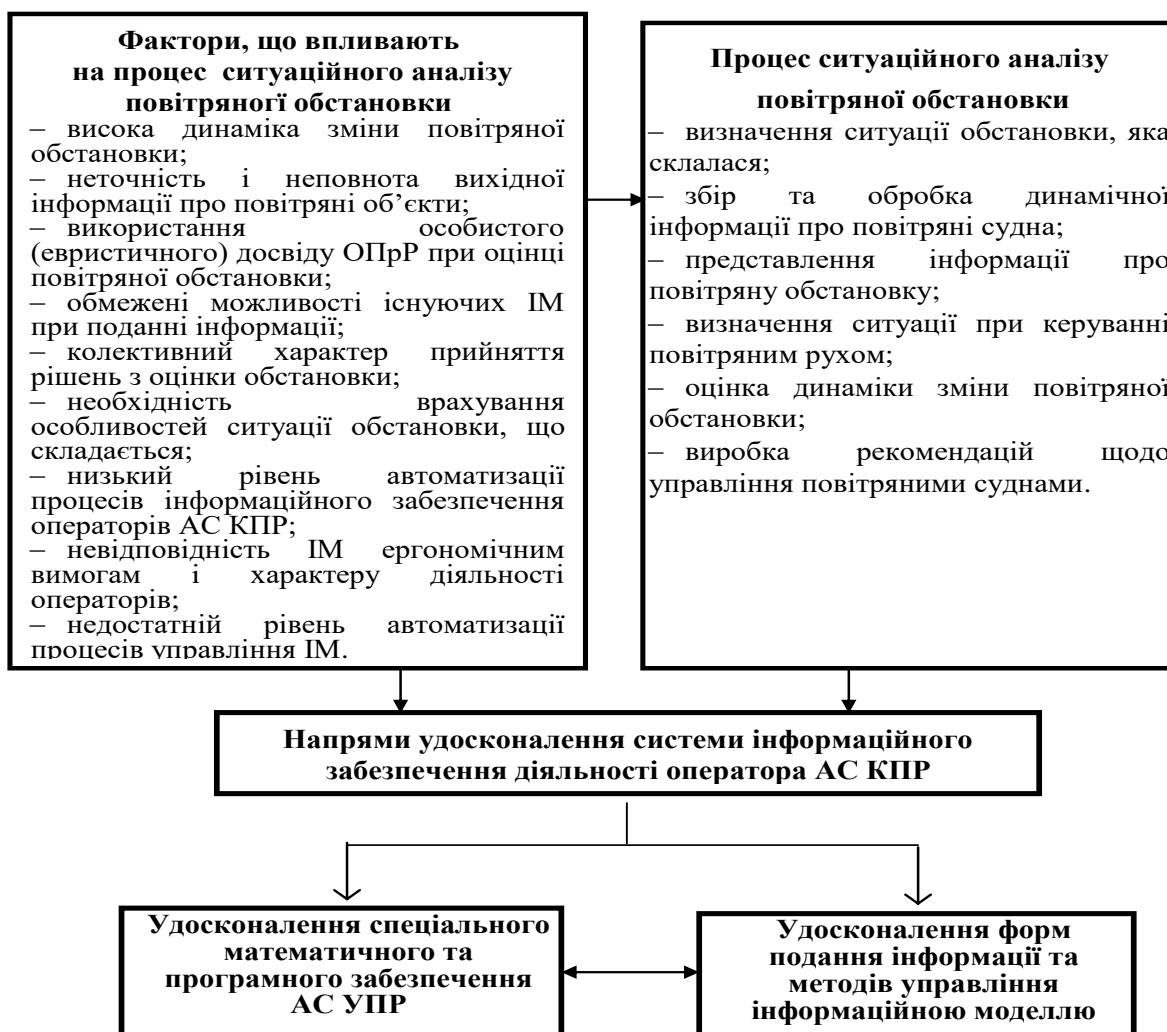 Фактори, що впливають
на процес ситуаційного аналізу
повітряногї обстановки
– висока динаміка зміни повітряної
обстановки;
– неточність і неповнота вихідної
інформації про повітряні об’єкти;
– використання особистого
(евристичного) досвіду ОПрР при оцінці
повітряної обстановки;
– обмежені можливості існуючих ІМ
при поданні інформації;
– колективний характер прийняття
рішень з оцінки обстановки;
– необхідність врахування
особливостей ситуації обстановки, що
складається;
– низький рівень автоматизації
процесів інформаційного забезпечення
операторів АС КПР;
– невідповідність ІМ ергономічним
вимогам і характеру діяльності
операторів;
– недостатній рівень автоматизації
процесів управління ІМ.
Процес ситуаційного аналізу
повітряної обстановки
– визначення ситуації обстановки, яка
склалася;
– збір та обробка динамічної
інформації про повітряні судна;
– представлення інформації про
повітряну обстановку;
– визначення ситуації при керуванні
повітряним рухом;
– оцінка динаміки зміни повітряної
обстановки;
– виробка рекомендацій щодо
управління повітряними суднами.
Напрями удосконалення системи інформаційного
забезпечення діяльності оператора АС КПР
Удосконалення спеціального
математичного та
програмного забезпечення
АС УПР
Удосконалення форм
подання інформації та
методів управління
інформаційною моделлю